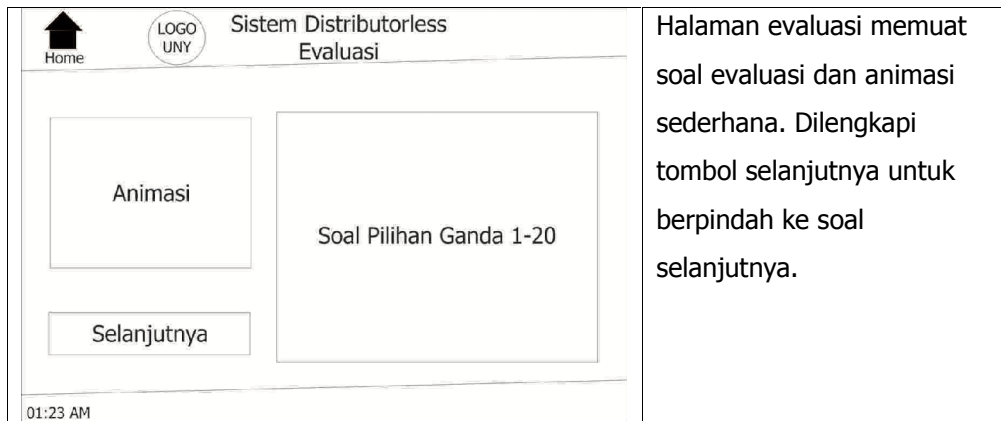 Home
LOGO
UNY
Sistem Distributorless
Evaluasi
Animasi
Soal Pilihan Ganda 1-20
Selanjutnya
01:23 AM
Halaman evaluasi memuat
soal evaluasi dan animasi
sederhana. Dilengkapi
tombol selanjutnya untuk
berpindah ke soal
selanjutnya.